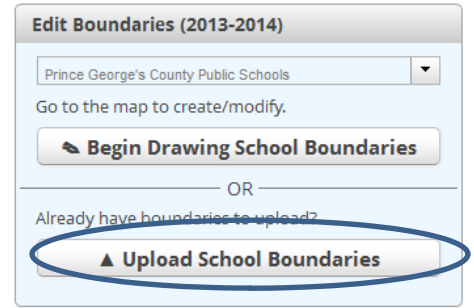 Edit Boundaries (2013-2014)
Prince George's County Public Schools
Go to the map to create/modify.
Begin Drawing School Boundaries
OR
Already have boundaries to upload?
Upload School Boundaries